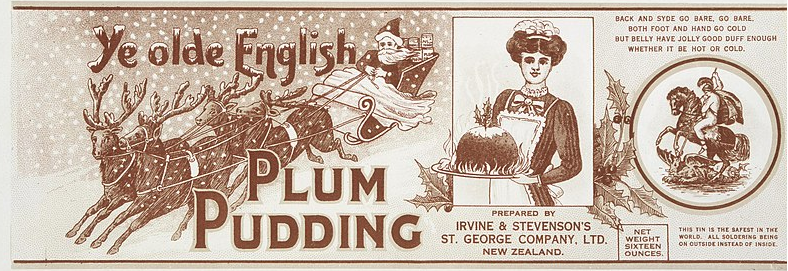 Ye olde English
PLUM
PUDDING
PREPARED BY
IRVINE & STEVENSON'S
ST. GEORGE COMPANY, LTD.
NEW ZEALAND.
BACK AND SYDE GO BARE, GO BARE,
BOTH FOOT AND HAND GO COLD
BUT BELLY HAVE JOLLY GOOD DUFF ENOUGH
WHETHER IT BE HOT OR COLD.
NET
WEIGHT
SIXTEEN
OUNCES.
THIS TIN IS THE SAFEST IN THE
WORLD. ALL SOLDERING BEING
ON OUTSIDE INSTEAD OF INSIDE.